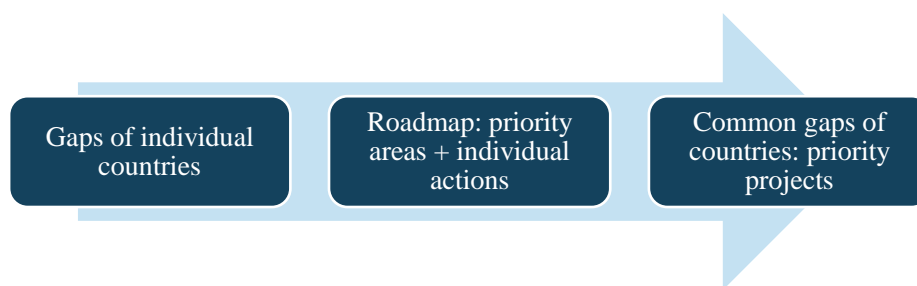 Gaps of individual
countries
Roadmap: priority
areas + individual
actions
Common gaps of
countries: priority
projects